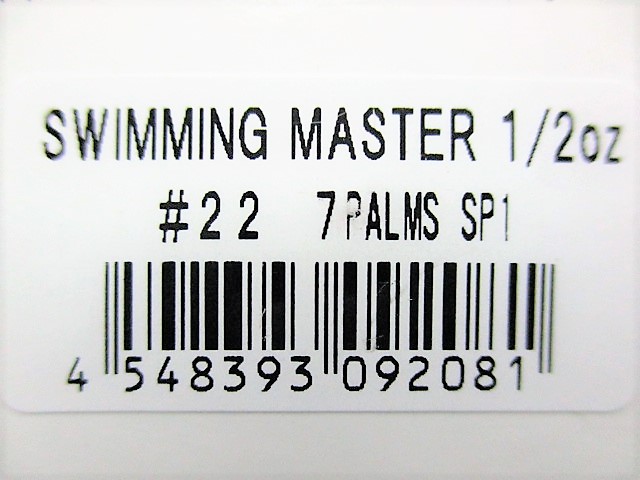 SWIMMING MASTER 1/2oz
#22 7PALMS SP1
4 548393 092081